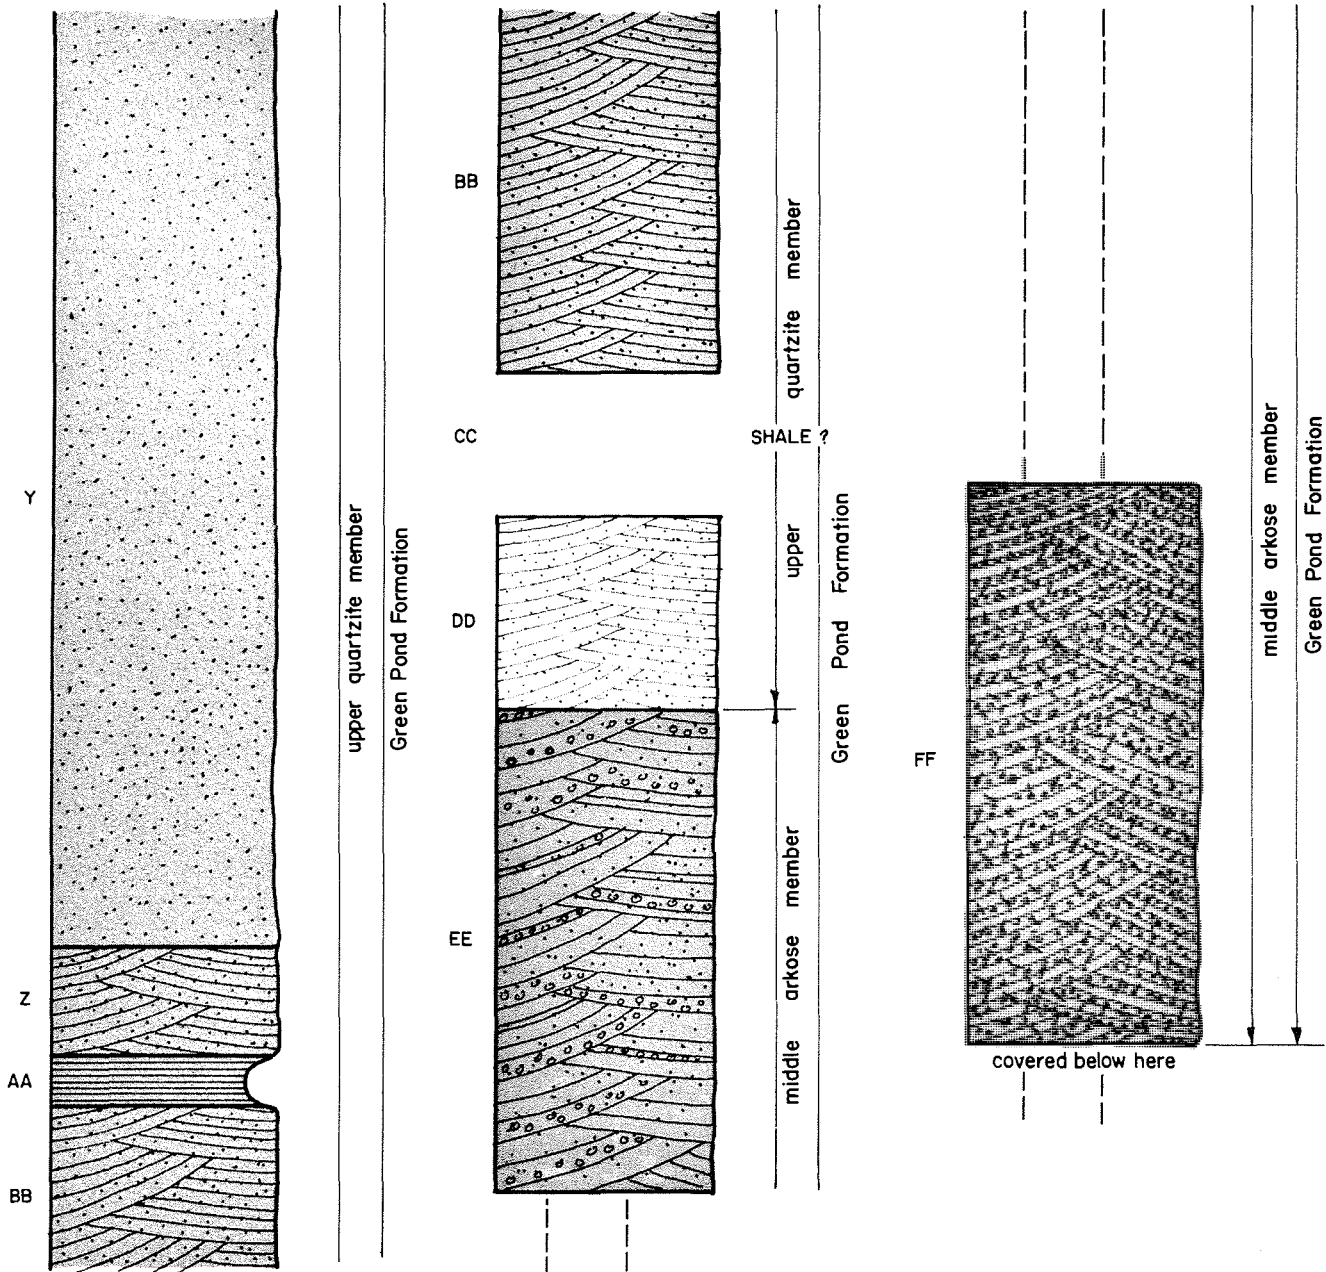 Y
Z
AA
BB
upper quartzite member
Green Pond Formation
BB
CC
DD
EE
quartzite member
SHALE ?
upper
middle arkose member
Green Pond Formation
FF
covered below here
middle arkose member
Green Pond Formation